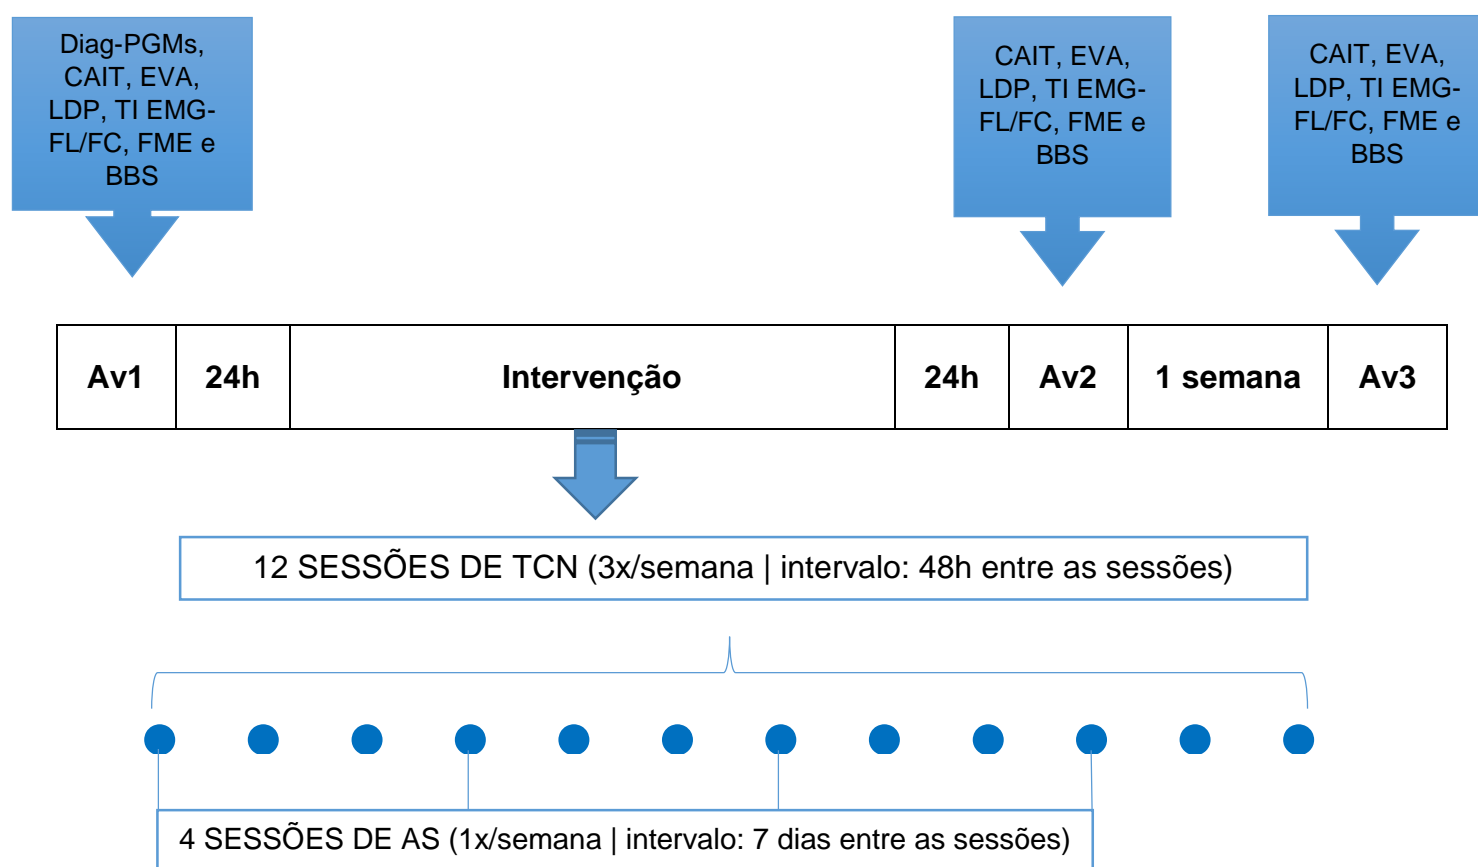 Diag-PGMs,
CAIT, EVA,
LDP, TI EMG-
FL/FC, FME e
BBS
CAIT, EVA,
LDP, TI EMG-
FL/FC, FME e
BBS
CAIT, EVA,
LDP, TI EMG-
FL/FC, FME e
BBS
Av1 24h Intervenção 24h Av2 1 semana Av3
12 SESSÕES DE TCN (3x/semana | intervalo: 48h entre as sessões)
4 SESSÕES DE AS (1x/semana | intervalo: 7 dias entre as sessões)